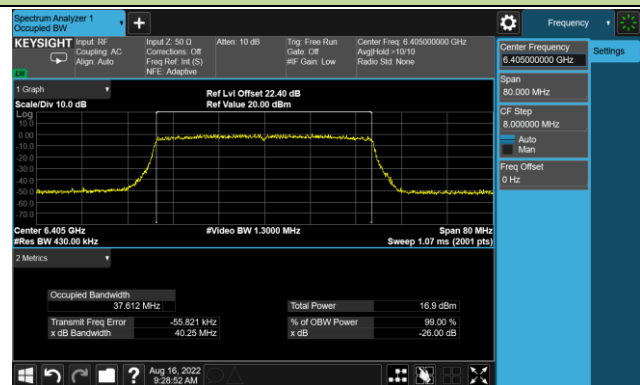 Spectrum Analyzer 1
Occupied BW
Frequency
KEYSIGHT
Input: RF
Coupling: AC
Align: Auto
Input Z: 50 Ω
Corrections: Off
Freq Ref: Int (S)
NFE: Adaptive
Atten: 10 dB
Trig: Free Run
Gate: Off
#IF Gain: Low
Center Freq: 6.405000000 GHz
Avg|Hold:>10/10
Radio Std: None
Center Frequency
6.405000000 GHz
Settings
Span
80.000 MHz
CF Step
8.000000 MHz
Auto
Man
Freq Offset
0 Hz
1 Graph
Scale/Div 10.0 dB
Ref Lvl Offset 22.40 dB
Ref Value 20.00 dBm
Log
10.0
0.00
-10.0
-20.0
-30.0
-40.0
-50.0
-60.0
-70.0
Center 6.405 GHz
#Res BW 430.00 kHz
#Video BW 1.3000 MHz
Span 80 MHz
Sweep 1.07 ms (2001 pts)
2 Metrics
Occupied Bandwidth
37.612 MHz
Total Power 16.9 dBm
Transmit Freq Error -55.821 kHz
% of OBW Power 99.00 %
x dB Bandwidth 40.25 MHz
x dB -26.00 dB
Aug 16, 2022
9:28:52 AM